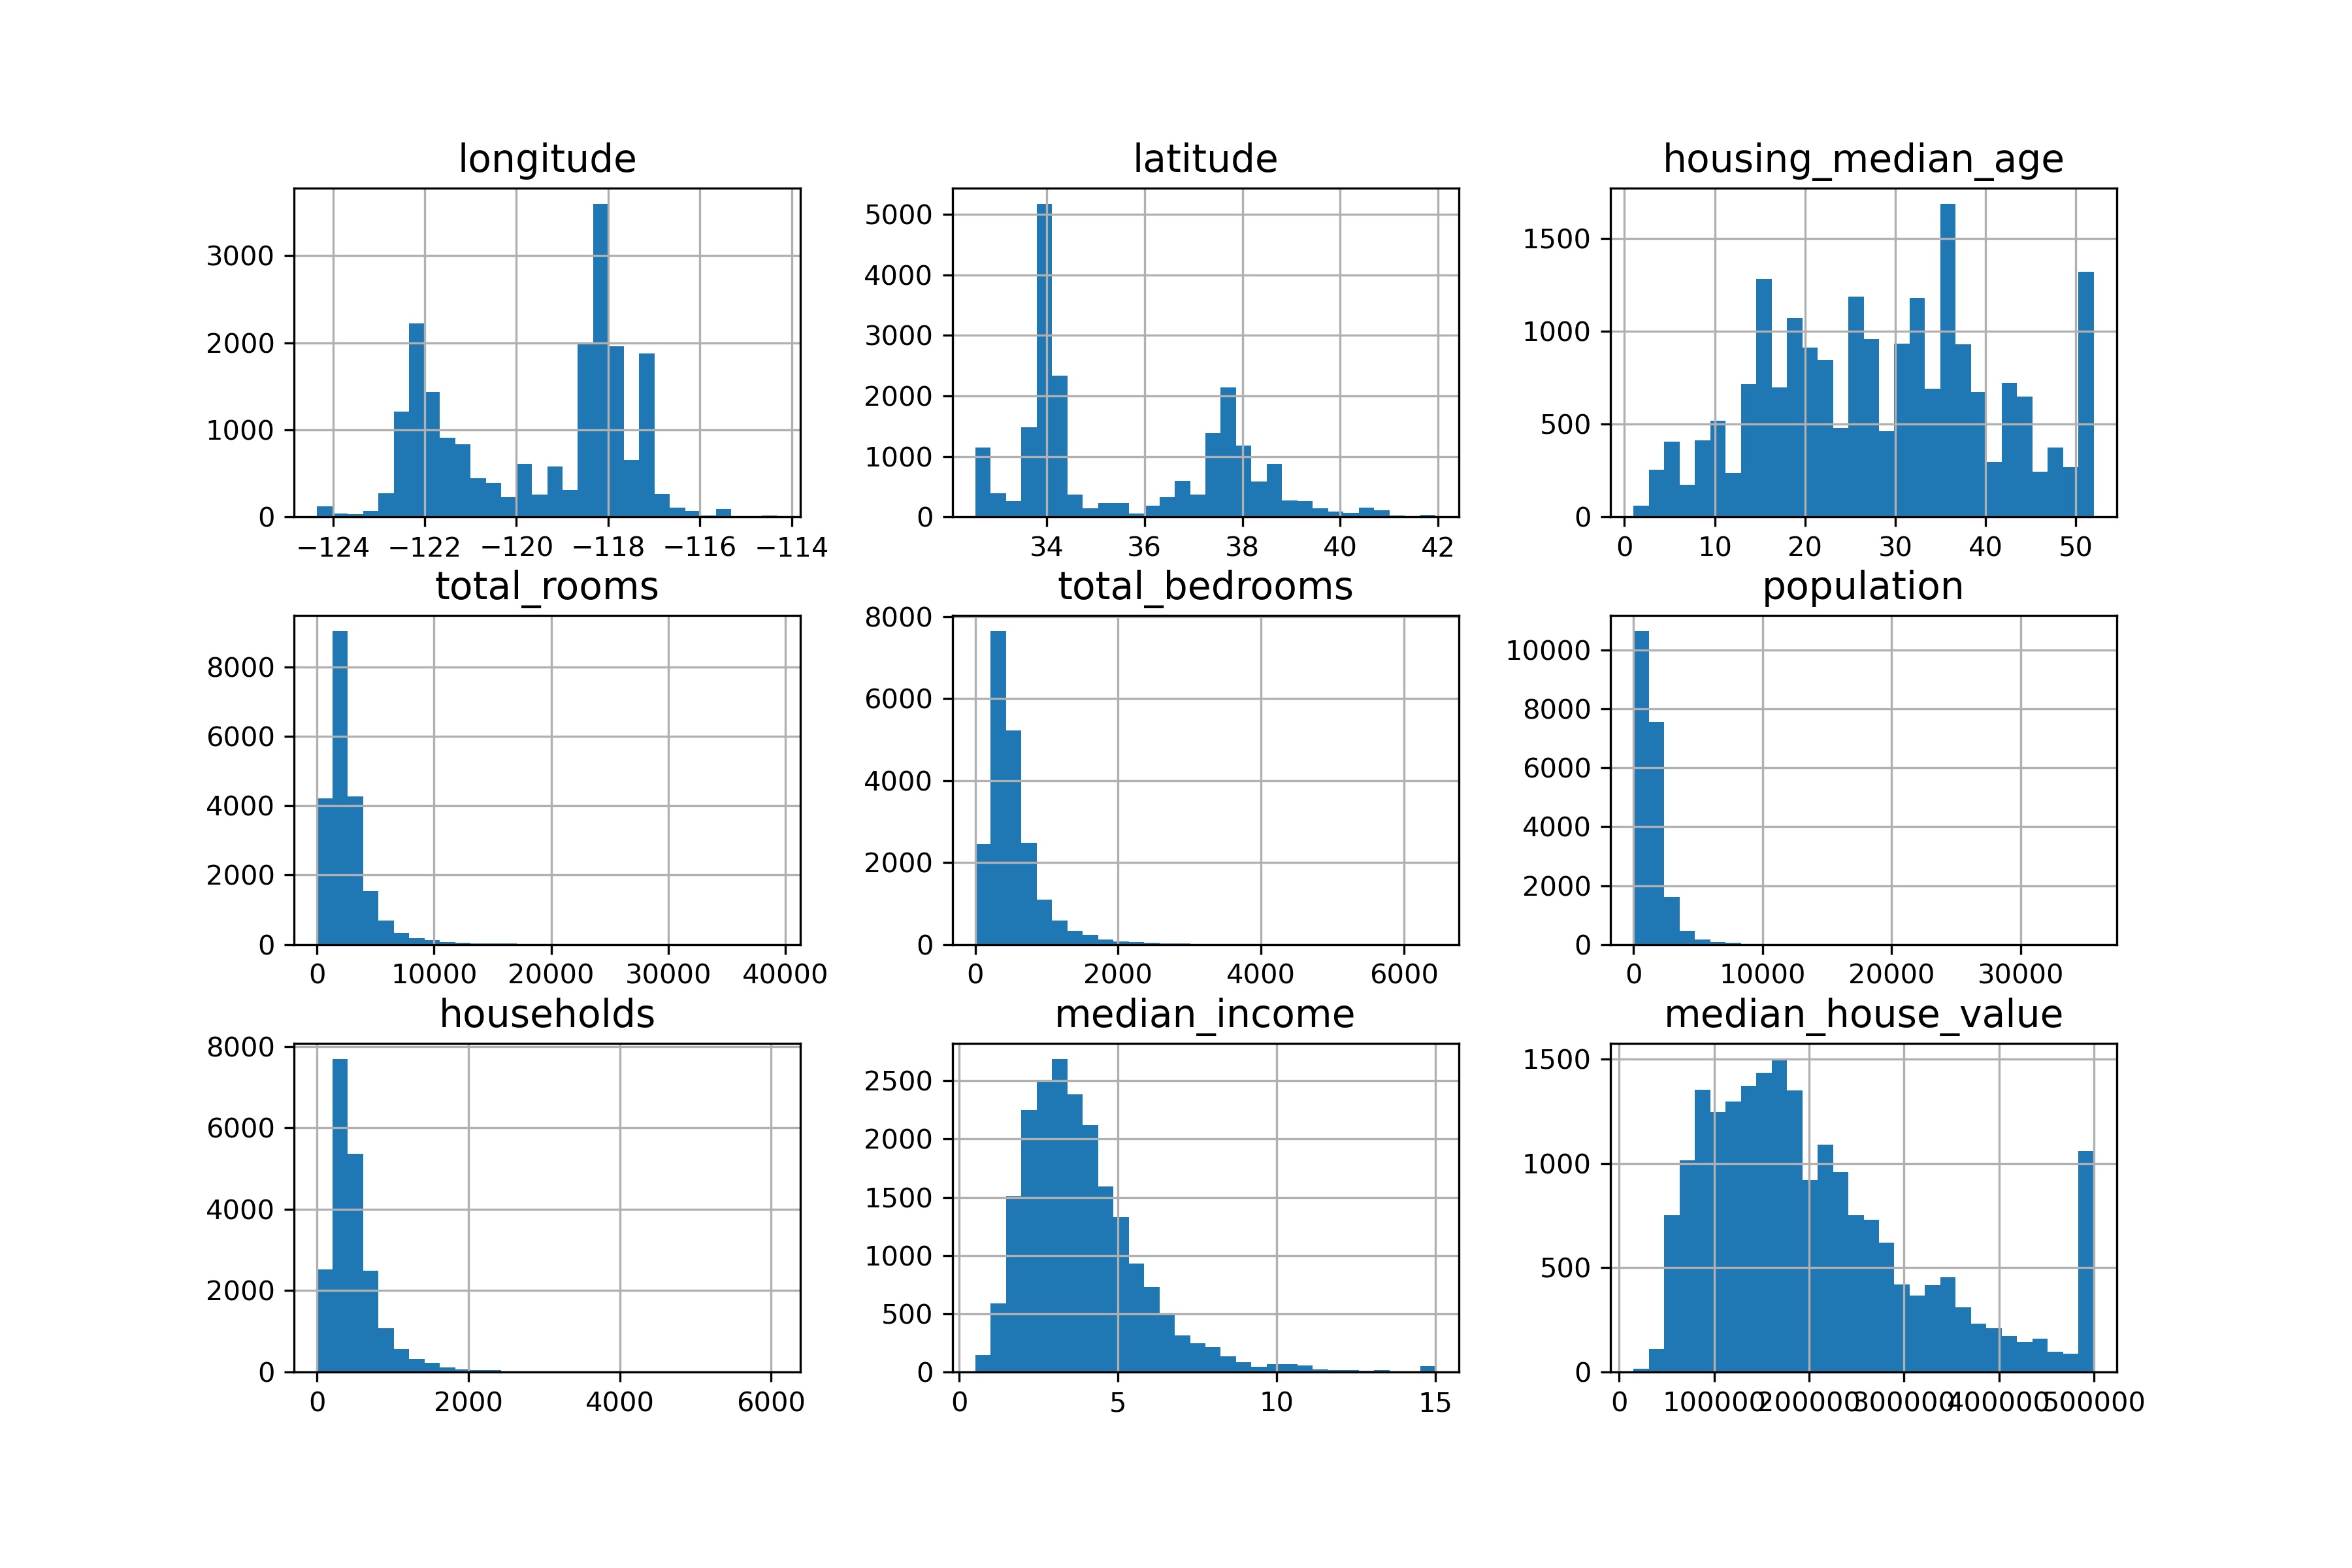 longitude
3000
2000
1000
0
−124 −122 −120 −118 −116 −114
latitude
5000
4000
3000
2000
1000
0
34 36 38 40 42
housing_median_age
1500
1000
500
0
0 10 20 30 40 50
total_rooms
8000
6000
4000
2000
0
0 10000 20000 30000 40000
total_bedrooms
8000
6000
4000
2000
0
0 2000 4000 6000
population
10000
8000
6000
4000
2000
0
0 10000 20000 30000
households
8000
6000
4000
2000
0
0 2000 4000 6000
median_income
2500
2000
1500
1000
500
0
0 5 10 15
median_house_value
1500
1000
500
0
0 100000 200000 300000 400000 500000